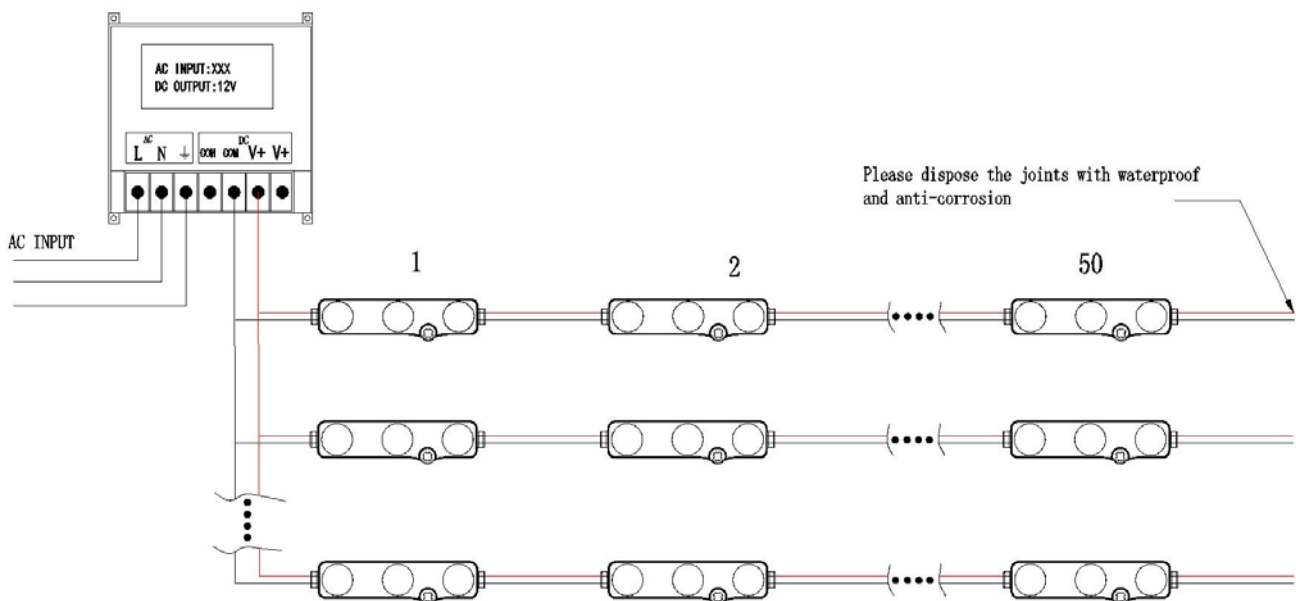 AC INPUT:XXX
DC OUTPUT:12V
AC DC
L N ⏚ COM COM V+ V+
Please dispose the joints with waterproof
and anti-corrosion
AC INPUT
1 2 50